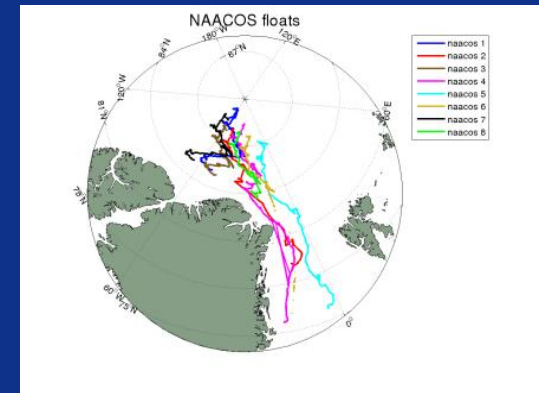 NAACOS floats
180°W
120°E
87°N
84°N
120°W
81°N
60°E
78°N
60°W
75°N
0°
naacos 1
naacos 2
naacos 3
naacos 4
naacos 5
naacos 6
naacos 7
naacos 8